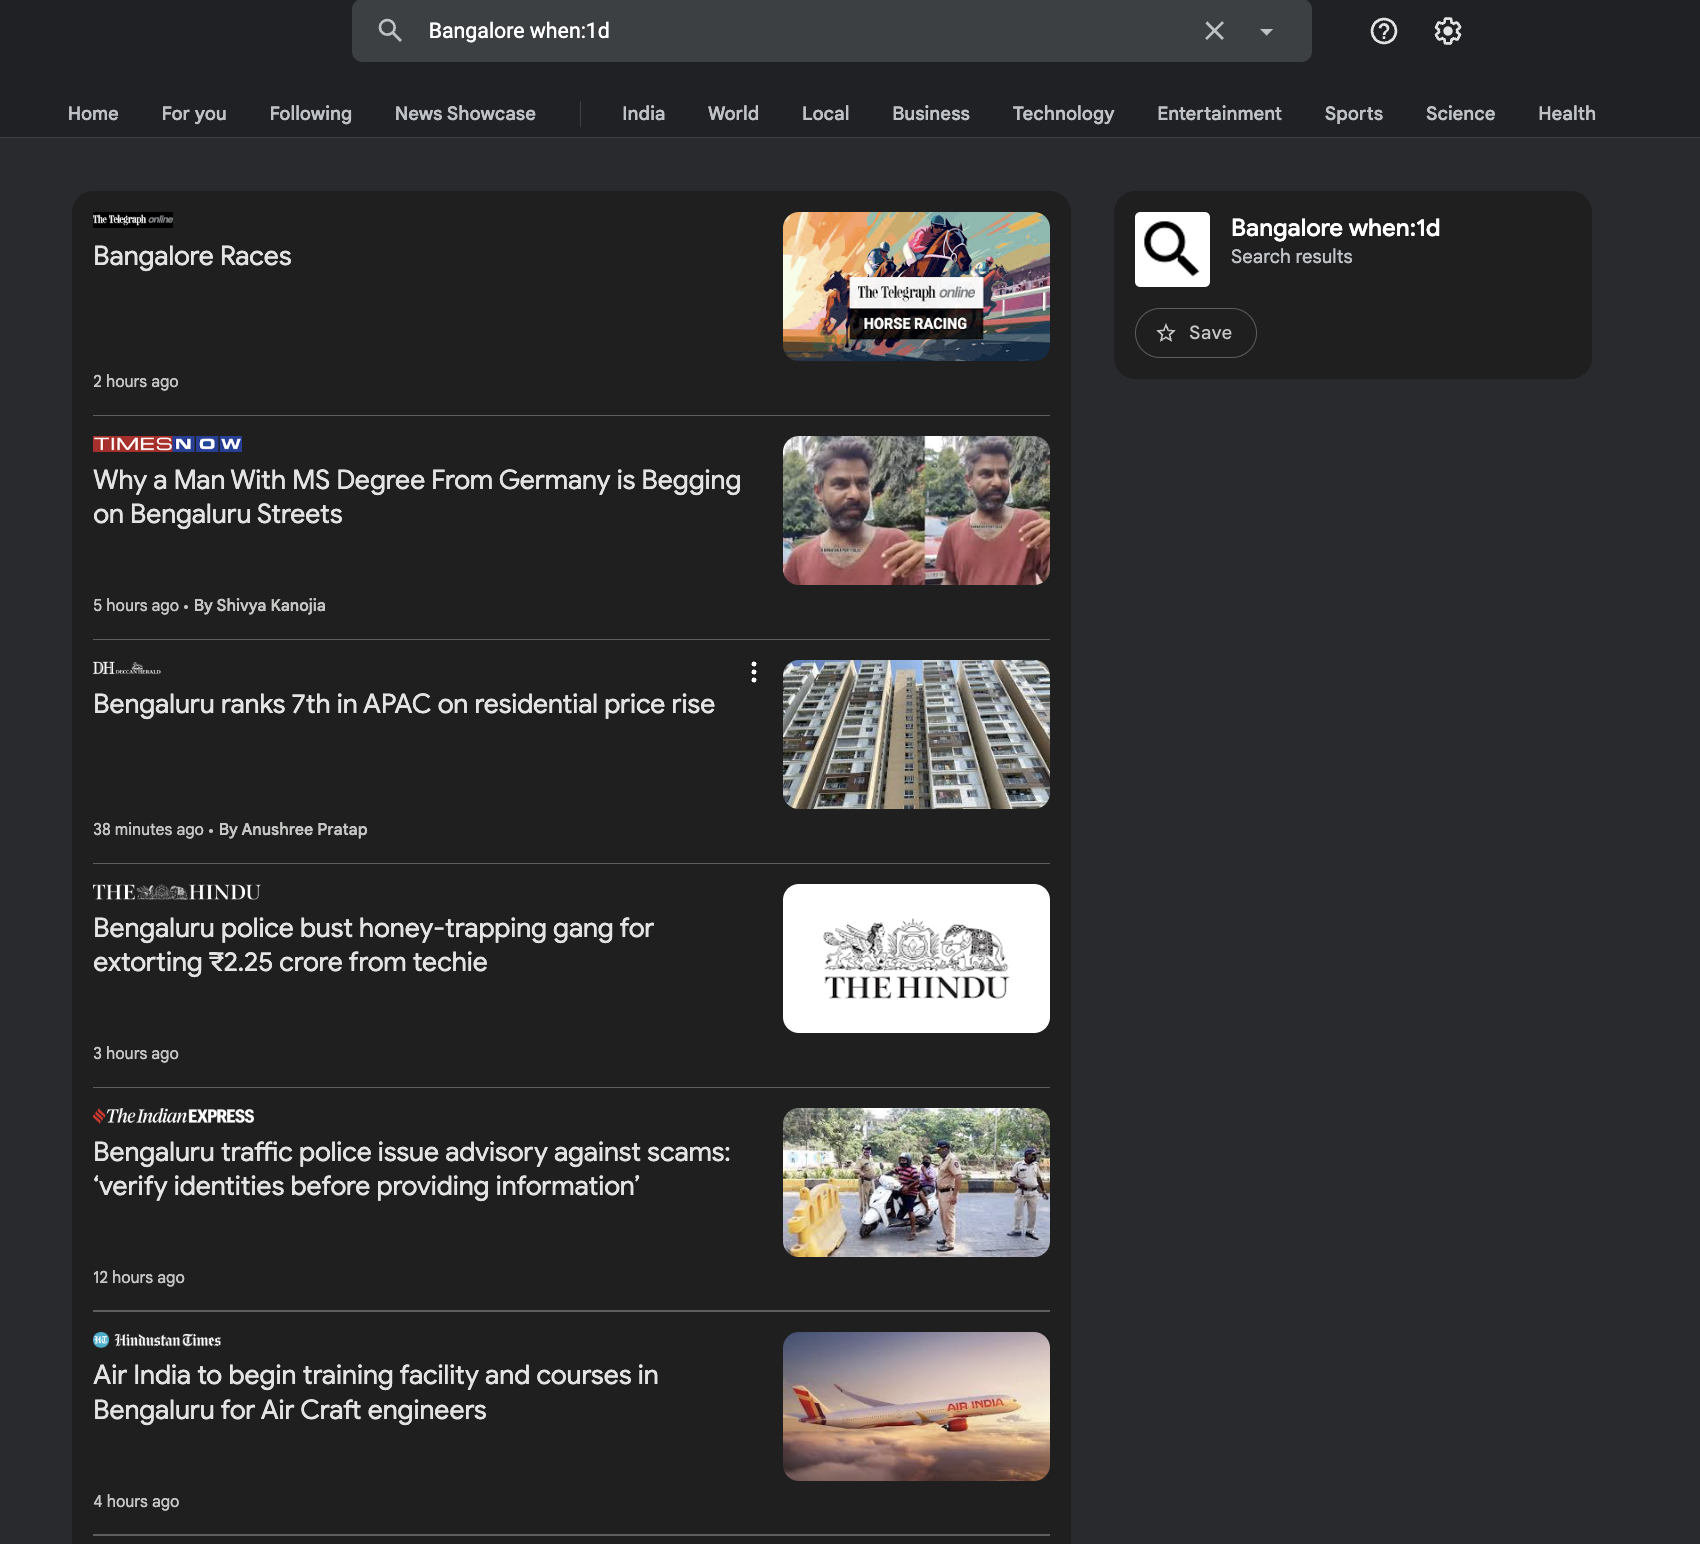 Bangalore when:1d
Home For you Following News Showcase India World Local Business Technology Entertainment Sports Science Health
The Telegraph online
Bangalore Races
The Telegraph online
HORSE RACING
2 hours ago
TIMES NOW
Why a Man With MS Degree From Germany is Begging
on Bengaluru Streets
5 hours ago • By Shivya Kanojia
DH DECCAN HERALD
Bengaluru ranks 7th in APAC on residential price rise
38 minutes ago • By Anushree Pratap
THE HINDU
Bengaluru police bust honey-trapping gang for
extorting ₹2.25 crore from techie
THE HINDU
3 hours ago
The Indian EXPRESS
Bengaluru traffic police issue advisory against scams:
‘verify identities before providing information’
12 hours ago
HT Hindustan Times
Air India to begin training facility and courses in
Bengaluru for Air Craft engineers
AIR INDIA
4 hours ago
Bangalore when:1d
Search results
Save